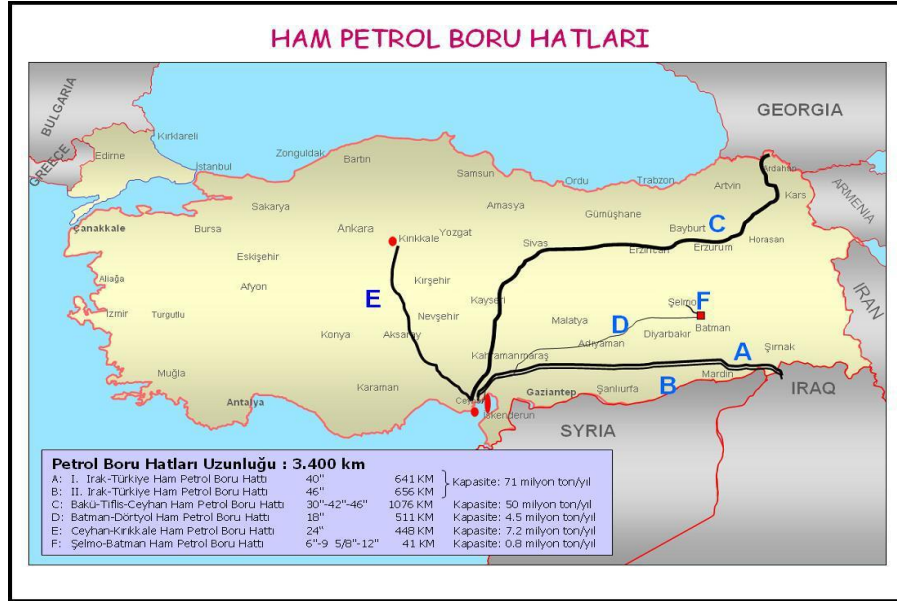 HAM PETROL BORU HATLARI
BULGARIA
GREECE
GEORGIA
ARMENIA
IRAN
IRAQ
SYRIA
Kırklareli
Edirne
İstanbul
Zonguldak
Bartın
Samsun
Ordu
Trabzon
Artvin
Ardahan
Kars
Çanakkale
Bursa
Sakarya
Ankara
Kırıkkale
Yozgat
Amasya
Gümüşhane
Bayburt
C
Sivas
Erzincan
Erzurum
Horasan
Eskişehir
Aliağa
Afyon
E
Kırşehir
Kayseri
Şelmo
F
İzmir
Turgutlu
Nevşehir
Malatya
D
Batman
Konya
Aksaray
Adıyaman
Diyarbakır
Kahramanmaraş
A
Şırnak
Muğla
Karaman
Gaziantep
Şanlıurfa
B
Mardin
Antalya
Ceyhan
İskenderun
Petrol Boru Hatları Uzunluğu : 3.400 km
A: I. Irak-Türkiye Ham Petrol Boru Hattı 40" 641 KM
B: II. Irak-Türkiye Ham Petrol Boru Hattı 46" 656 KM
Kapasite: 71 milyon ton/yıl
C: Bakü-Tiflis-Ceyhan Ham Petrol Boru Hattı 30"-42"-46" 1076 KM Kapasite: 50 milyon ton/yıl
D: Batman-Dörtyol Ham Petrol Boru Hattı 18" 511 KM Kapasite: 4.5 milyon ton/yıl
E: Ceyhan-Kırıkkale Ham Petrol Boru Hattı 24" 448 KM Kapasite: 7.2 milyon ton/yıl
F: Şelmo-Batman Ham Petrol Boru Hattı 6"-9 5/8"-12" 41 KM Kapasite: 0.8 milyon ton/yıl